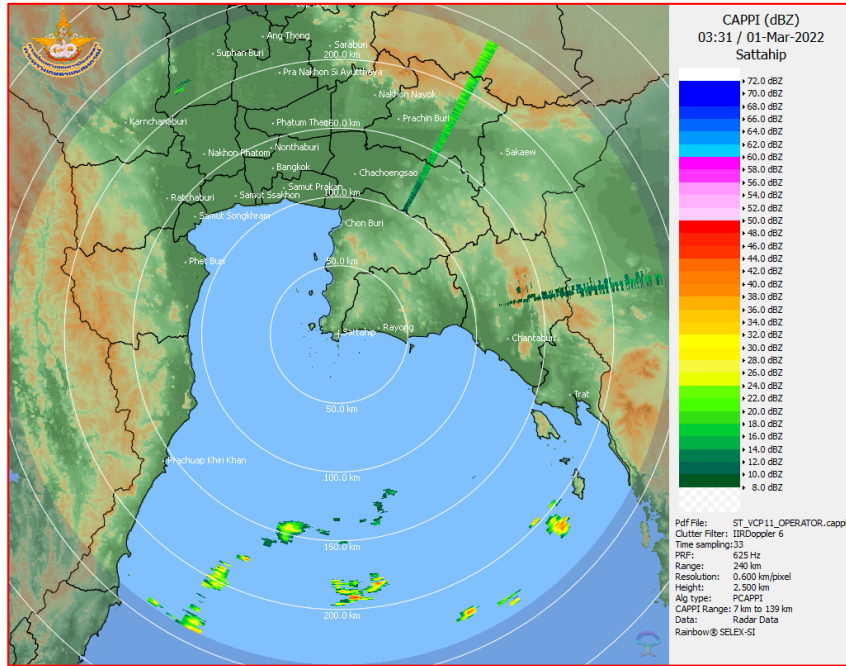 CAPPI (dBZ)
03:31 / 01-Mar-2022
Sattahip
72.0 dBZ
70.0 dBZ
68.0 dBZ
66.0 dBZ
64.0 dBZ
62.0 dBZ
60.0 dBZ
58.0 dBZ
56.0 dBZ
54.0 dBZ
52.0 dBZ
50.0 dBZ
48.0 dBZ
46.0 dBZ
44.0 dBZ
42.0 dBZ
40.0 dBZ
38.0 dBZ
36.0 dBZ
34.0 dBZ
32.0 dBZ
30.0 dBZ
28.0 dBZ
26.0 dBZ
24.0 dBZ
22.0 dBZ
20.0 dBZ
18.0 dBZ
16.0 dBZ
14.0 dBZ
12.0 dBZ
10.0 dBZ
8.0 dBZ
Pdf File: ST_VCP11_OPERATOR.cappi
Clutter Filter: IIRDoppler 6
Time sampling:33
PRF: 625 Hz
Range: 240 km
Resolution: 0.600 km/pixel
Height: 2.500 km
Alg type: PCAPPI
CAPPI Range: 7 km to 139 km
Data: Radar Data
Rainbow® SELEX-SI
Ang Thong
Saraburi
Suphan Buri
200.0 km
Pra Nakhon Si Ayutthaya
Nakhon Nayok
Karnchanaburi
Phatum Thani
150.0 km
Prachin Buri
Nonthaburi
Nakhon Phatom
Sakaew
Bangkok
Chachoengsao
Samut Prakan
Ratchaburi
Samut Ssakhon
100.0 km
Samut Songkhram
Chon Buri
Phet Buri
50.0 km
Sattahip
Rayong
Chantaburi
Trat
50.0 km
Prachuap Khiri Khan
100.0 km
150.0 km
200.0 km